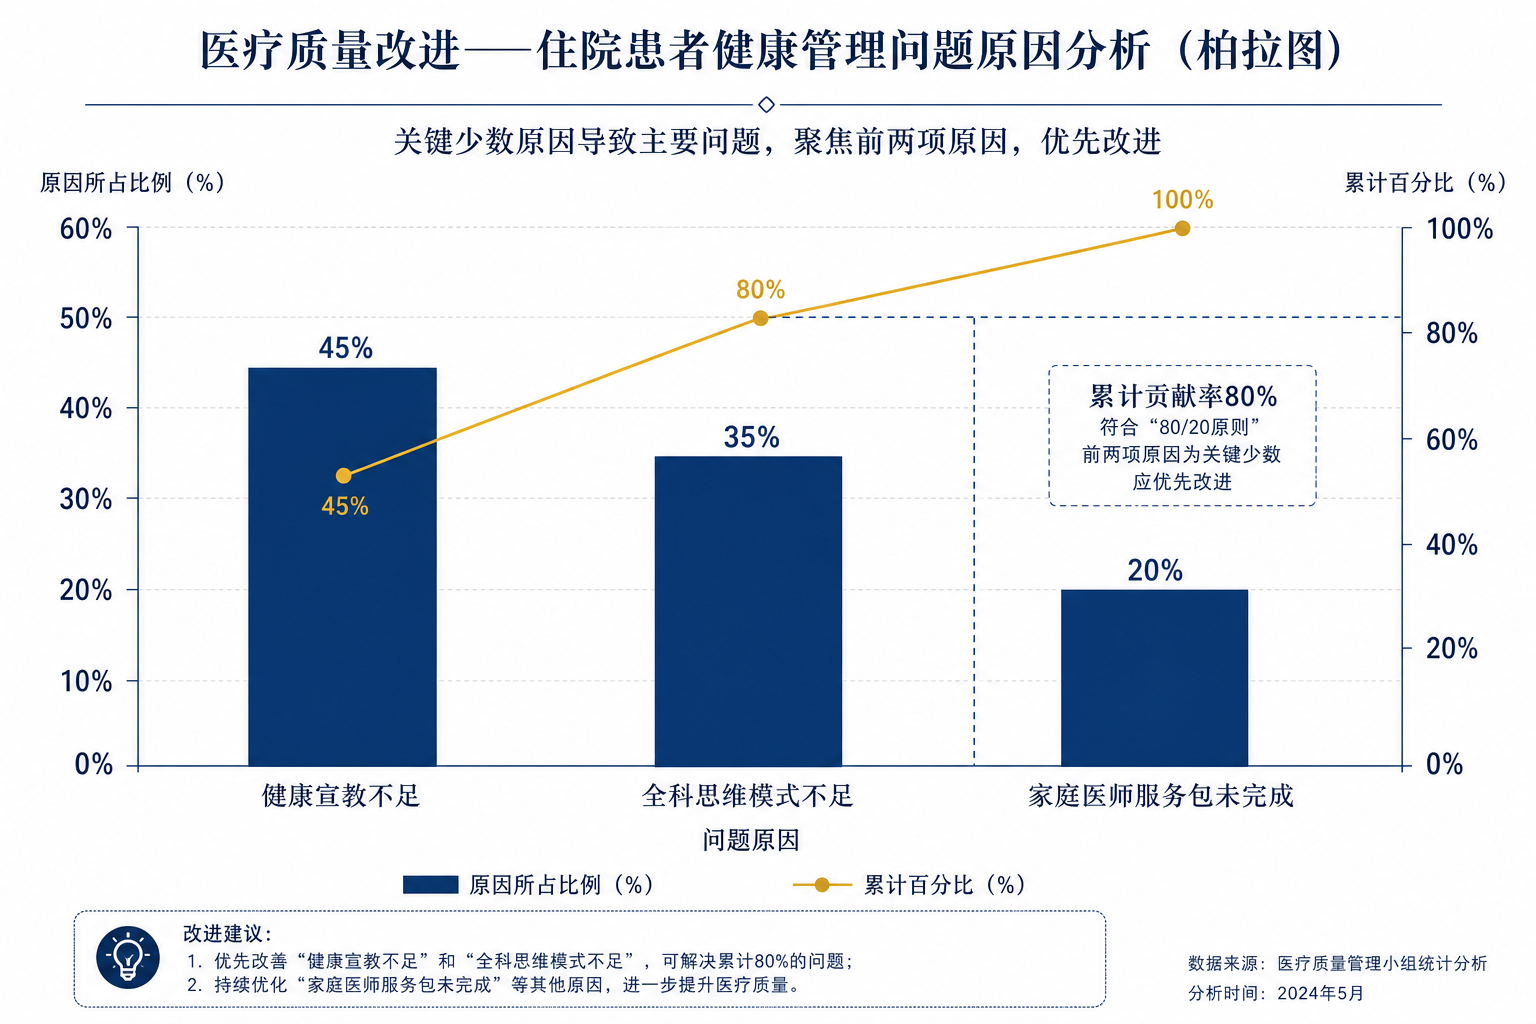 医疗质量改进——住院患者健康管理问题原因分析（柏拉图）
关键少数原因导致主要问题，聚焦前两项原因，优先改进
原因所占比例（%）
累计百分比（%）
60%
50%
40%
30%
20%
10%
0%
100%
80%
60%
40%
20%
0%
45%
35%
20%
45%
80%
100%
累计贡献率80%
符合“80/20原则”
前两项原因为关键少数
应优先改进
健康宣教不足
全科思维模式不足
家庭医师服务包未完成
问题原因
原因所占比例（%）
累计百分比（%）
改进建议：
1. 优先改善“健康宣教不足”和“全科思维模式不足”，可解决累计80%的问题；
2. 持续优化“家庭医师服务包未完成”等其他原因，进一步提升医疗质量。
数据来源：医疗质量管理小组统计分析
分析时间：2024年5月